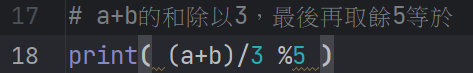 17 # a+b的和除以3，最後再取餘5等於
18 print( (a+b)/3 %5 )